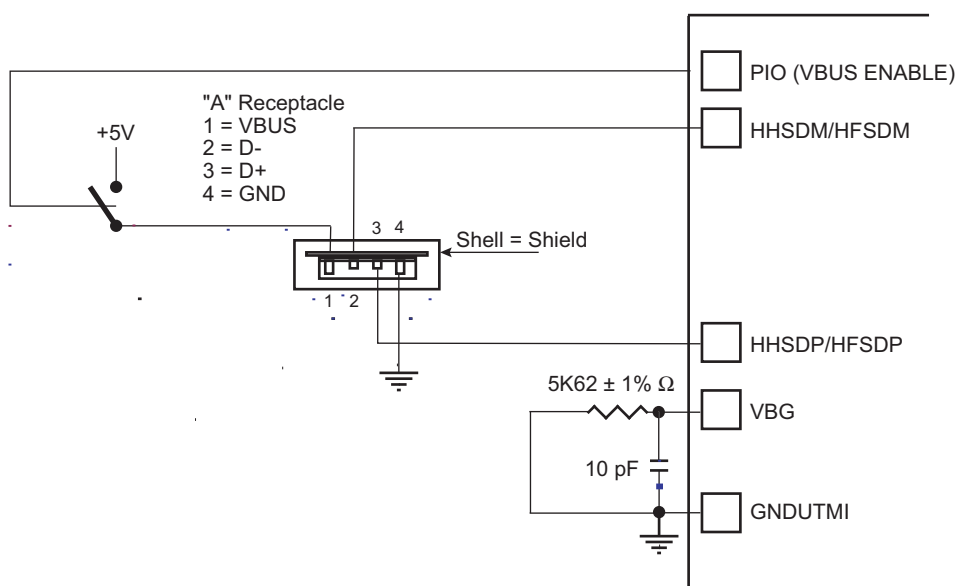 PIO (VBUS ENABLE)
"A" Receptacle
1 = VBUS
2 = D-
3 = D+
4 = GND
+5V
HHSDM/HFSDM
3 4
Shell = Shield
1 2
HHSDP/HFSDP
5K62 ± 1% Ω
VBG
10 pF
GNDUTMI